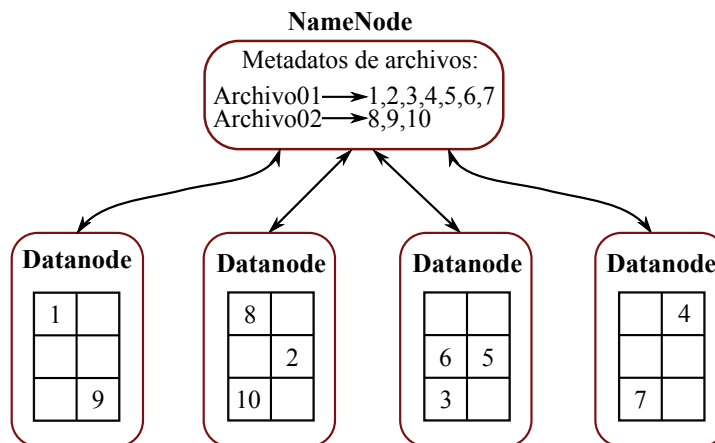 NameNode
Metadatos de archivos:
Archivo01 1,2,3,4,5,6,7
Archivo02 8,9,10
Datanode
1
9
Datanode
8
2
10
Datanode
6 5
3
Datanode
4
7